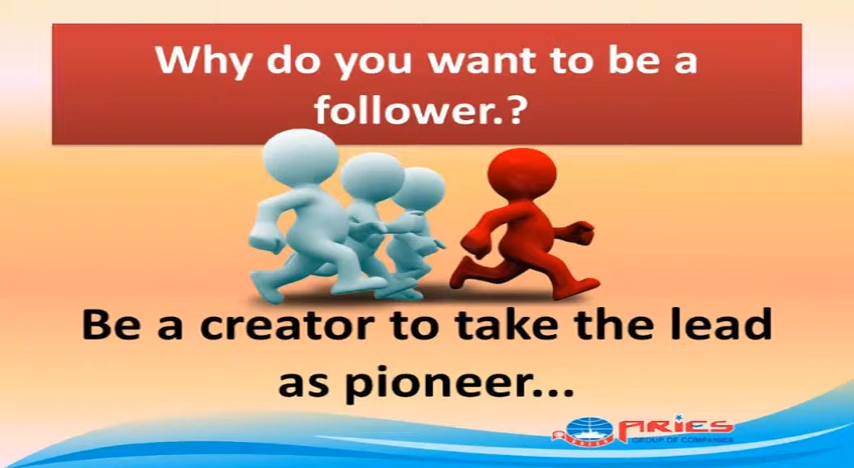 Why do you want to be a
follower.?
Be a creator to take the lead
as pioneer...
ARIES
GROUP OF COMPANIES